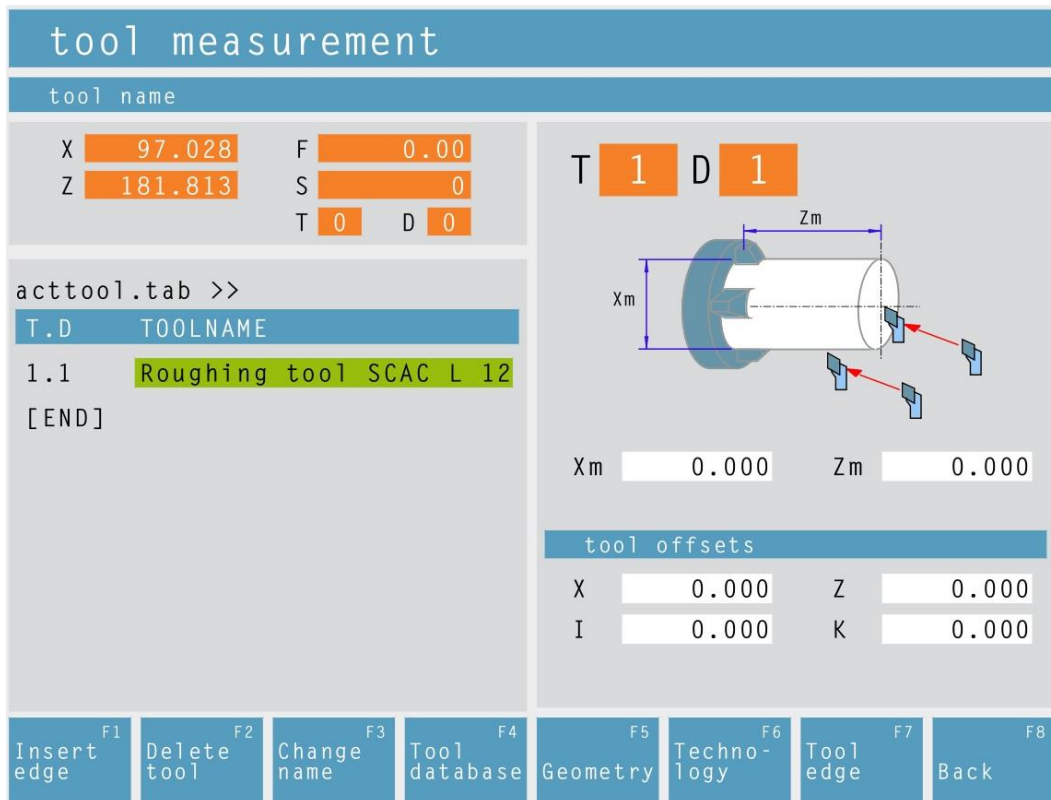 tool measurement
tool name
X 97.028 F 0.00
Z 181.813 S 0
T 0 D 0
acttool.tab >>
T.D TOOLNAME
1.1 Roughing tool SCAC L 12
[END]
T 1 D 1
Zm
Xm
Xm 0.000 Zm 0.000
tool offsets
X 0.000 Z 0.000
I 0.000 K 0.000
F1
Insert
edge
F2
Delete
tool
F3
Change
name
F4
Tool
database
F5
Geometry
F6
Techno-
logy
F7
Tool
edge
F8
Back